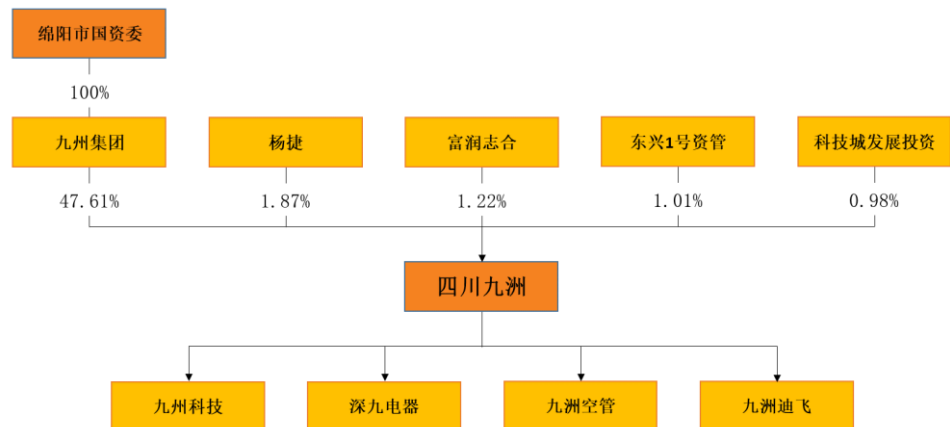 绵阳市国资委
100%
九州集团
杨捷
富润志合
东兴1号资管
科技城发展投资
47.61%
1.87%
1.22%
1.01%
0.98%
四川九洲
九州科技
深九电器
九洲空管
九洲迪飞